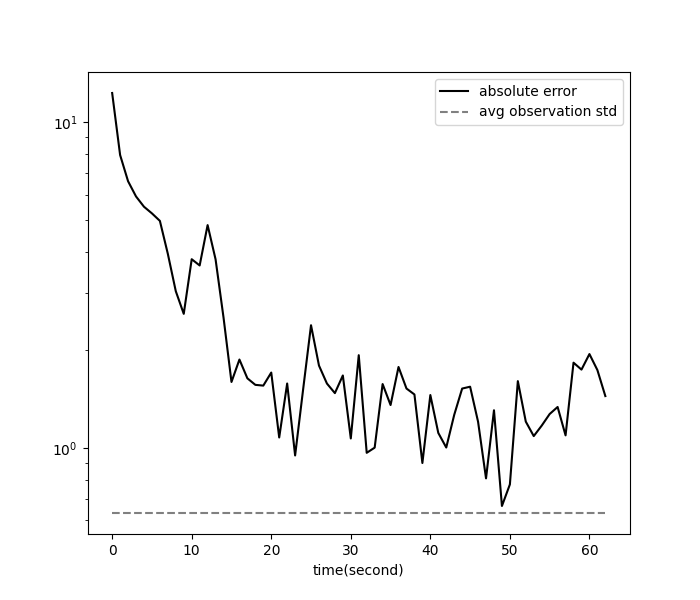 absolute error
avg observation std
10¹
10⁰
0 10 20 30 40 50 60
time(second)